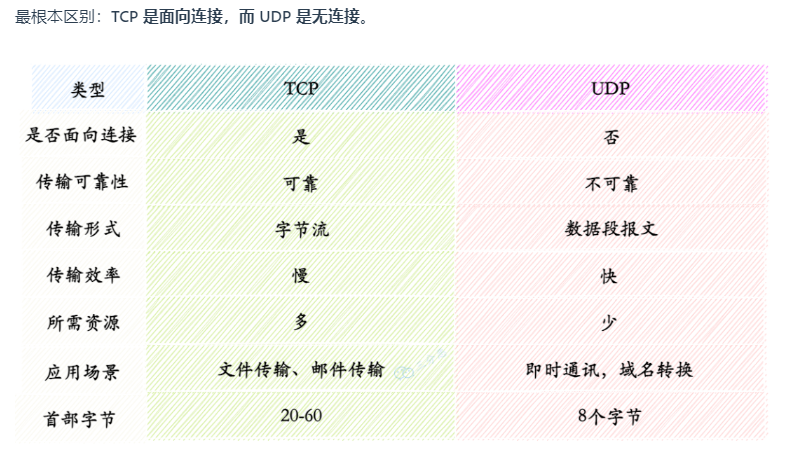 最根本区别：TCP 是面向连接，而 UDP 是无连接。
类型 TCP UDP
是否面向连接 是 否
传输可靠性 可靠 不可靠
传输形式 字节流 数据段报文
传输效率 慢 快
所需资源 多 少
应用场景 文件传输、邮件传输 即时通讯，域名转换
首部字节 20-60 8个字节